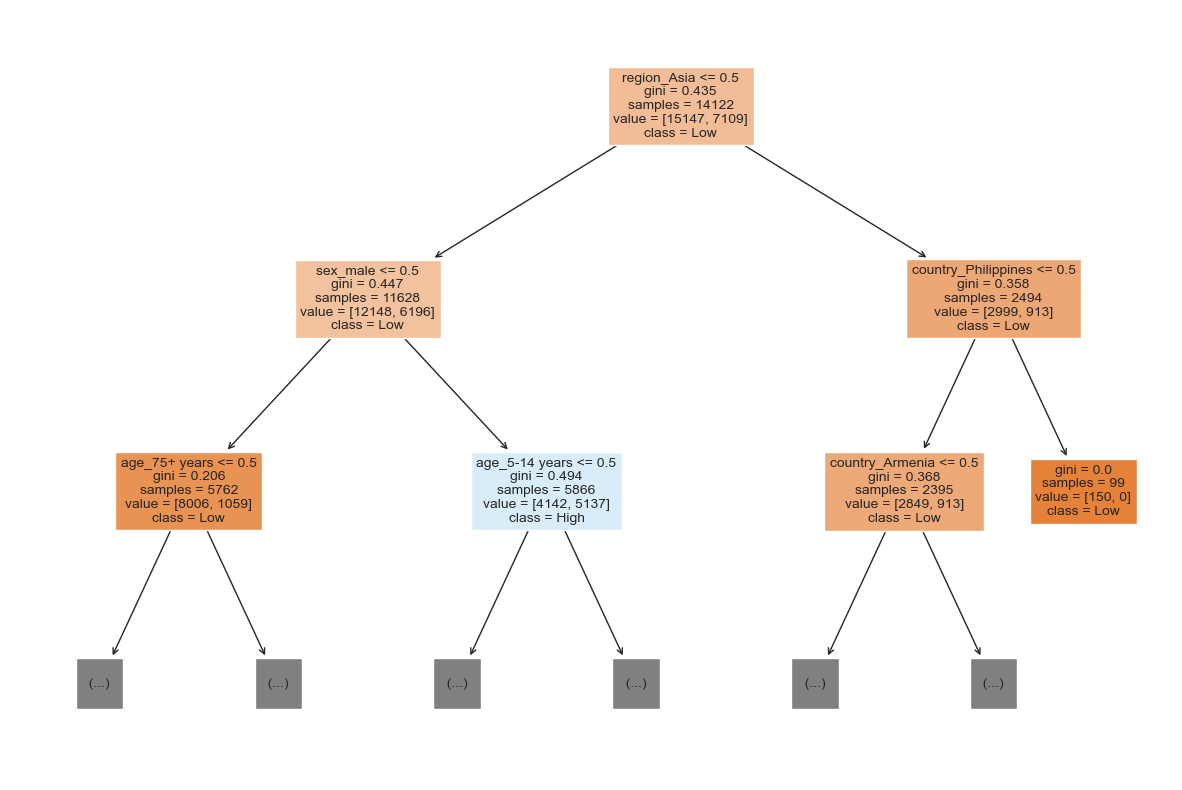 region_Asia <= 0.5
gini = 0.435
samples = 14122
value = [15147, 7109]
class = Low
sex_male <= 0.5
gini = 0.447
samples = 11628
value = [12148, 6196]
class = Low
country_Philippines <= 0.5
gini = 0.358
samples = 2494
value = [2999, 913]
class = Low
age_75+ years <= 0.5
gini = 0.206
samples = 5762
value = [8006, 1059]
class = Low
age_5-14 years <= 0.5
gini = 0.494
samples = 5866
value = [4142, 5137]
class = High
country_Armenia <= 0.5
gini = 0.368
samples = 2395
value = [2849, 913]
class = Low
gini = 0.0
samples = 99
value = [150, 0]
class = Low
(...)
(...)
(...)
(...)
(...)
(...)